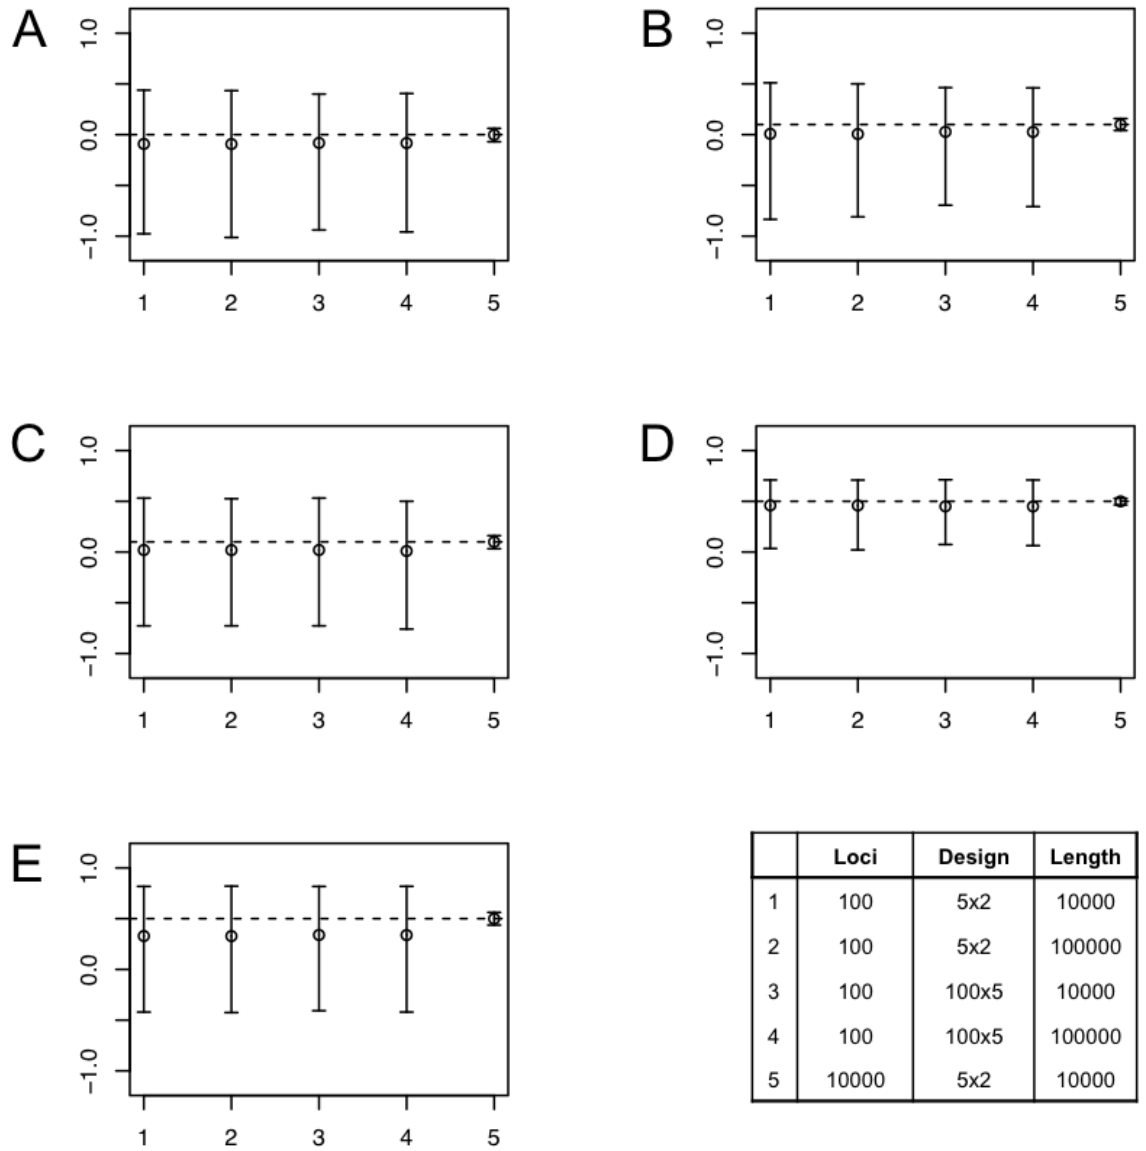 A
1.0
0.0
−1.0
1 2 3 4 5
B
1.0
0.0
−1.0
1 2 3 4 5
C
1.0
0.0
−1.0
1 2 3 4 5
D
1.0
0.0
−1.0
1 2 3 4 5
E
1.0
0.0
−1.0
1 2 3 4 5
Loci Design Length
1 100 5x2 10000
2 100 5x2 100000
3 100 100x5 10000
4 100 100x5 100000
5 10000 5x2 10000